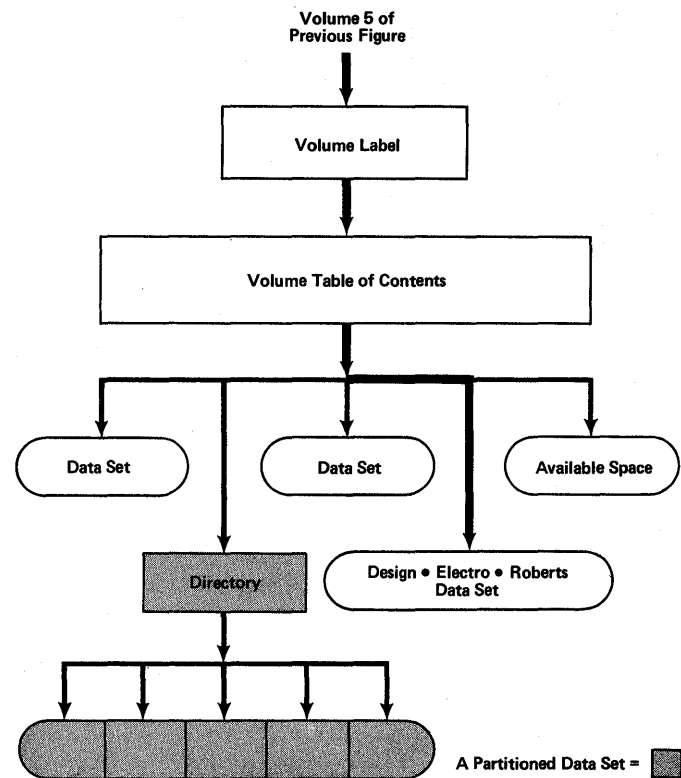 Volume 5 of
Previous Figure
Volume Label
Volume Table of Contents
Data Set
Data Set
Available Space
Directory
Design • Electro • Roberts
Data Set
A Partitioned Data Set =